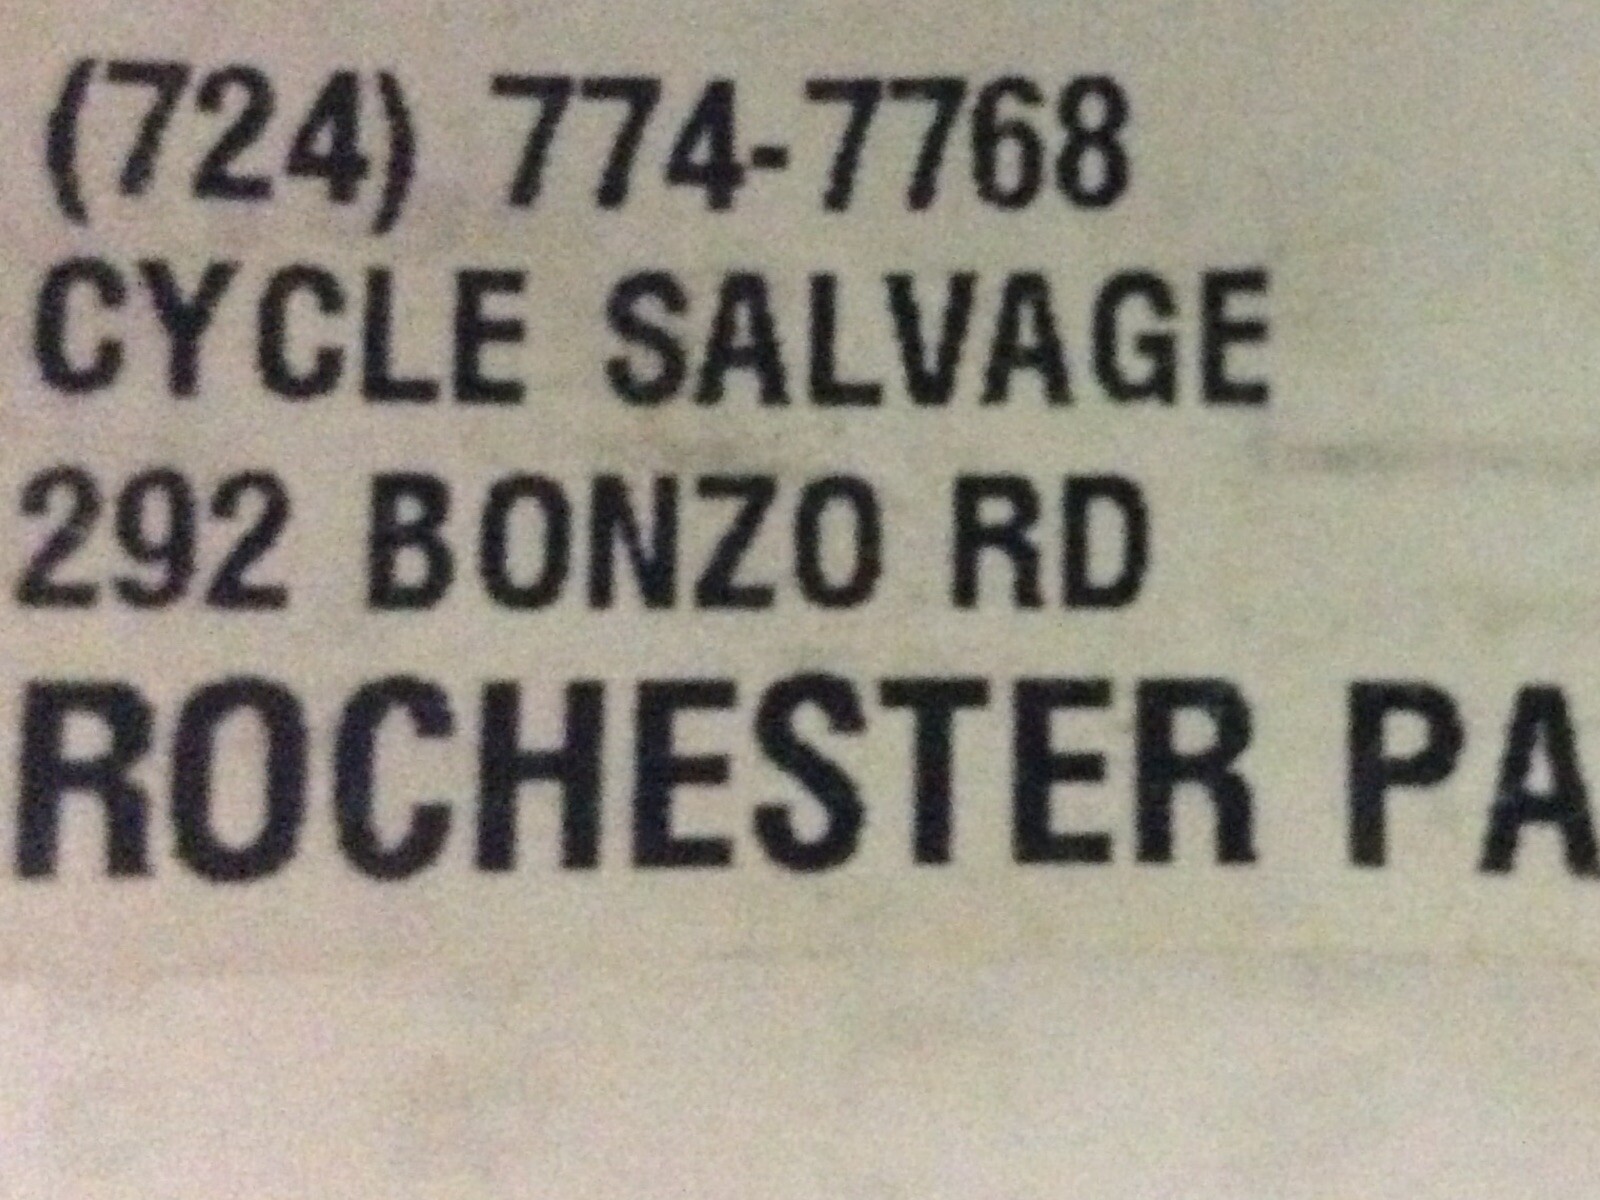 (724) 774-7768
CYCLE SALVAGE
292 BONZO RD
ROCHESTER PA